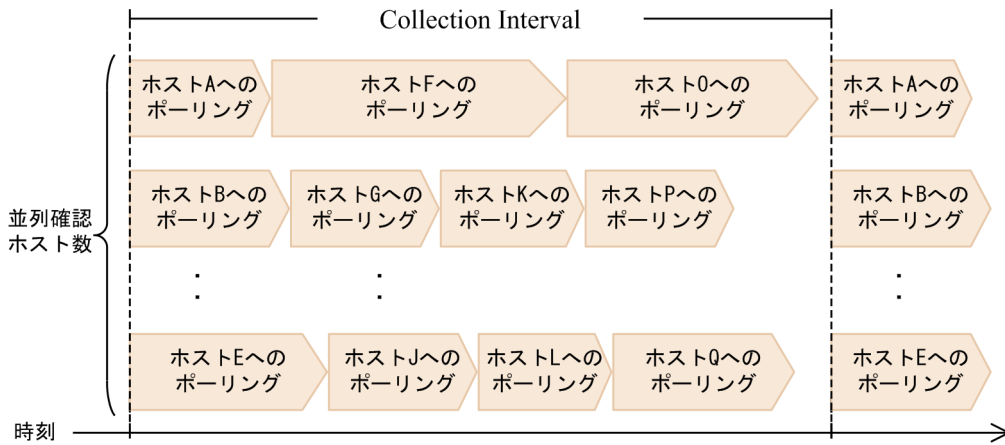 Collection Interval
ホストAへの
ポーリング
ホストFへの
ポーリング
ホストOへの
ポーリング
ホストAへの
ポーリング
ホストBへの
ポーリング
ホストGへの
ポーリング
ホストKへの
ポーリング
ホストPへの
ポーリング
ホストBへの
ポーリング
並列確認
ホスト数
:
:
:
ホストEへの
ポーリング
ホストJへの
ポーリング
ホストLへの
ポーリング
ホストQへの
ポーリング
ホストEへの
ポーリング
時刻